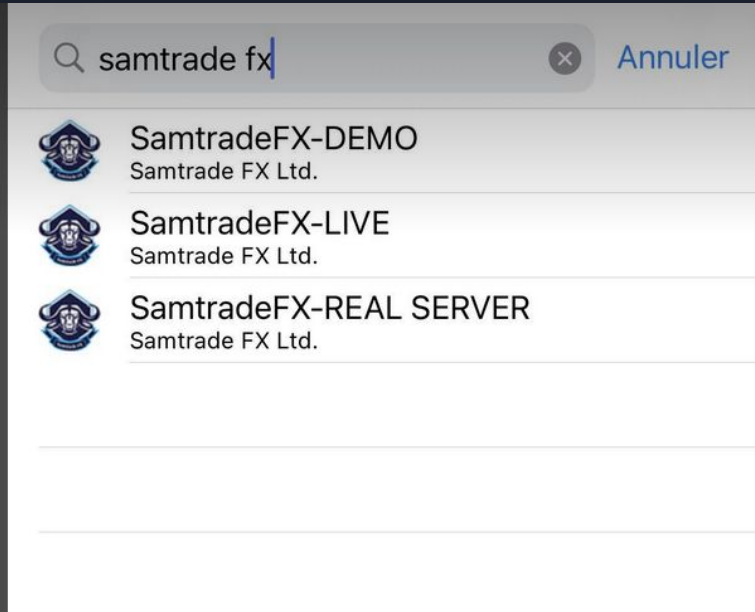 samtrade fx
Annuler
SamtradeFX-DEMO
Samtrade FX Ltd.
SamtradeFX-LIVE
Samtrade FX Ltd.
SamtradeFX-REAL SERVER
Samtrade FX Ltd.